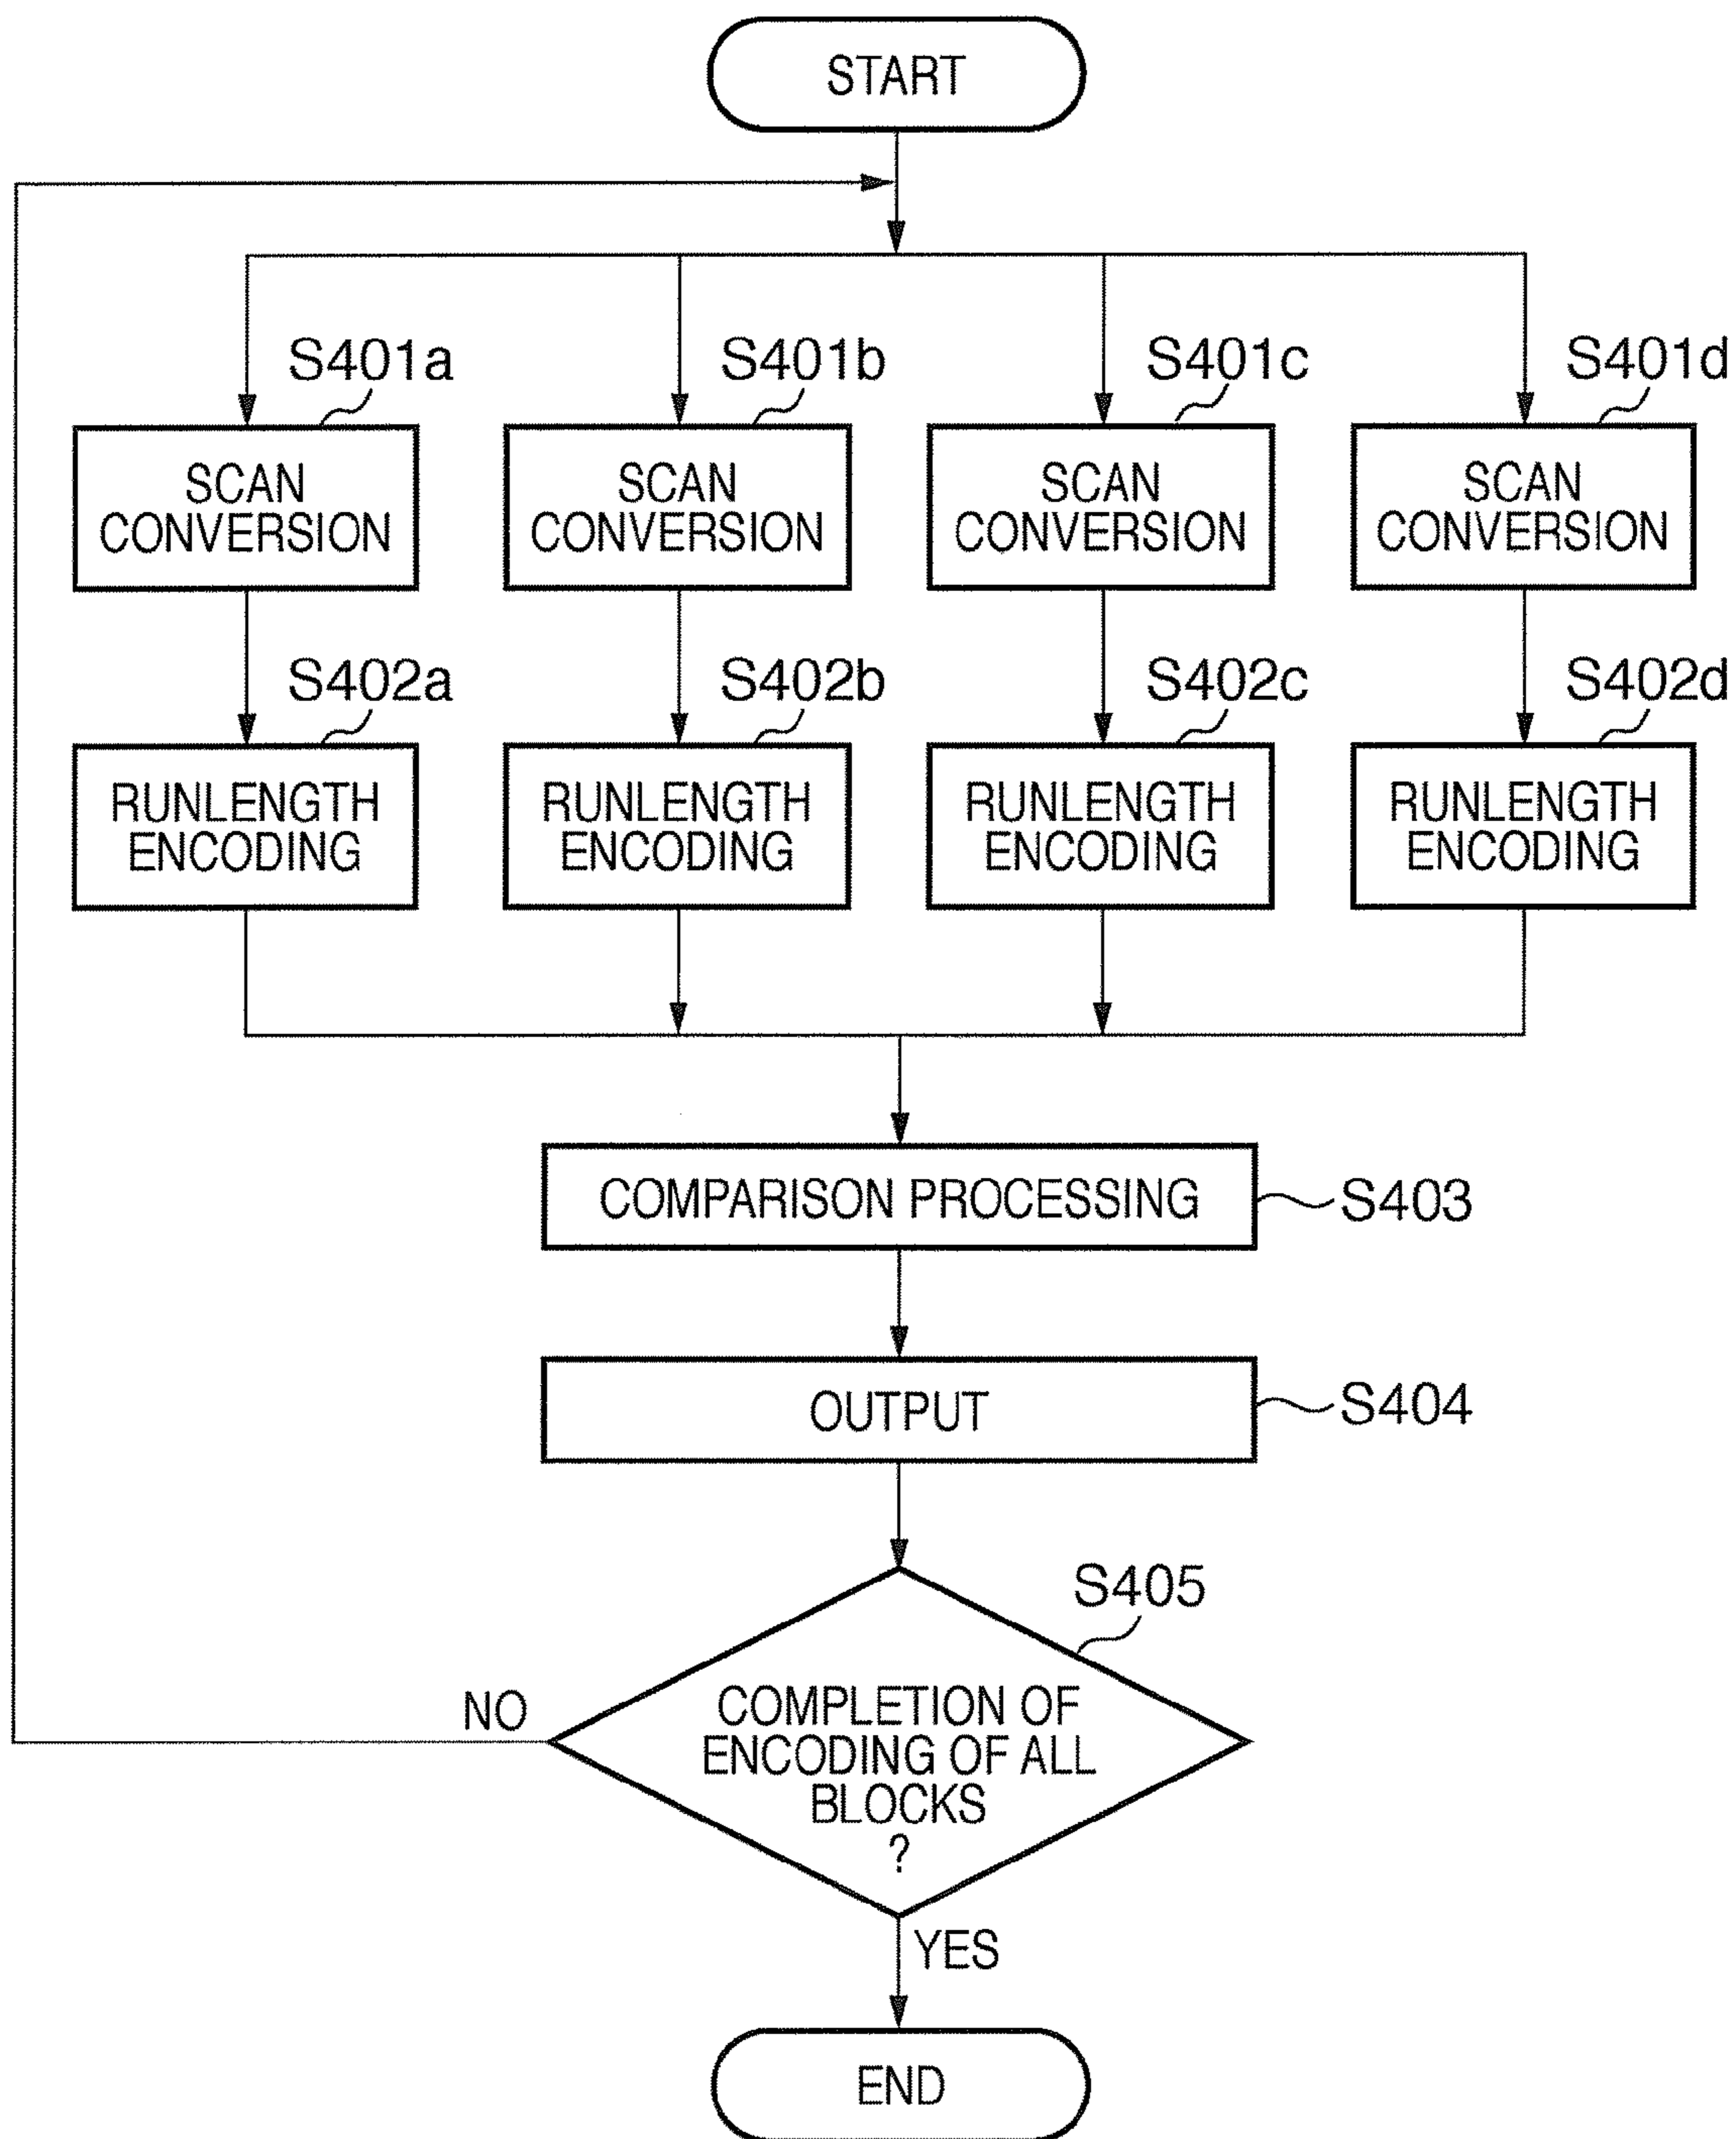 START
S401a
S401b
S401c
S401d
SCAN
CONVERSION
SCAN
CONVERSION
SCAN
CONVERSION
SCAN
CONVERSION
S402a
S402b
S402c
S402d
RUNLENGTH
ENCODING
RUNLENGTH
ENCODING
RUNLENGTH
ENCODING
RUNLENGTH
ENCODING
COMPARISON PROCESSING
S403
OUTPUT
S404
S405
NO
COMPLETION OF
ENCODING OF ALL
BLOCKS
?
YES
END